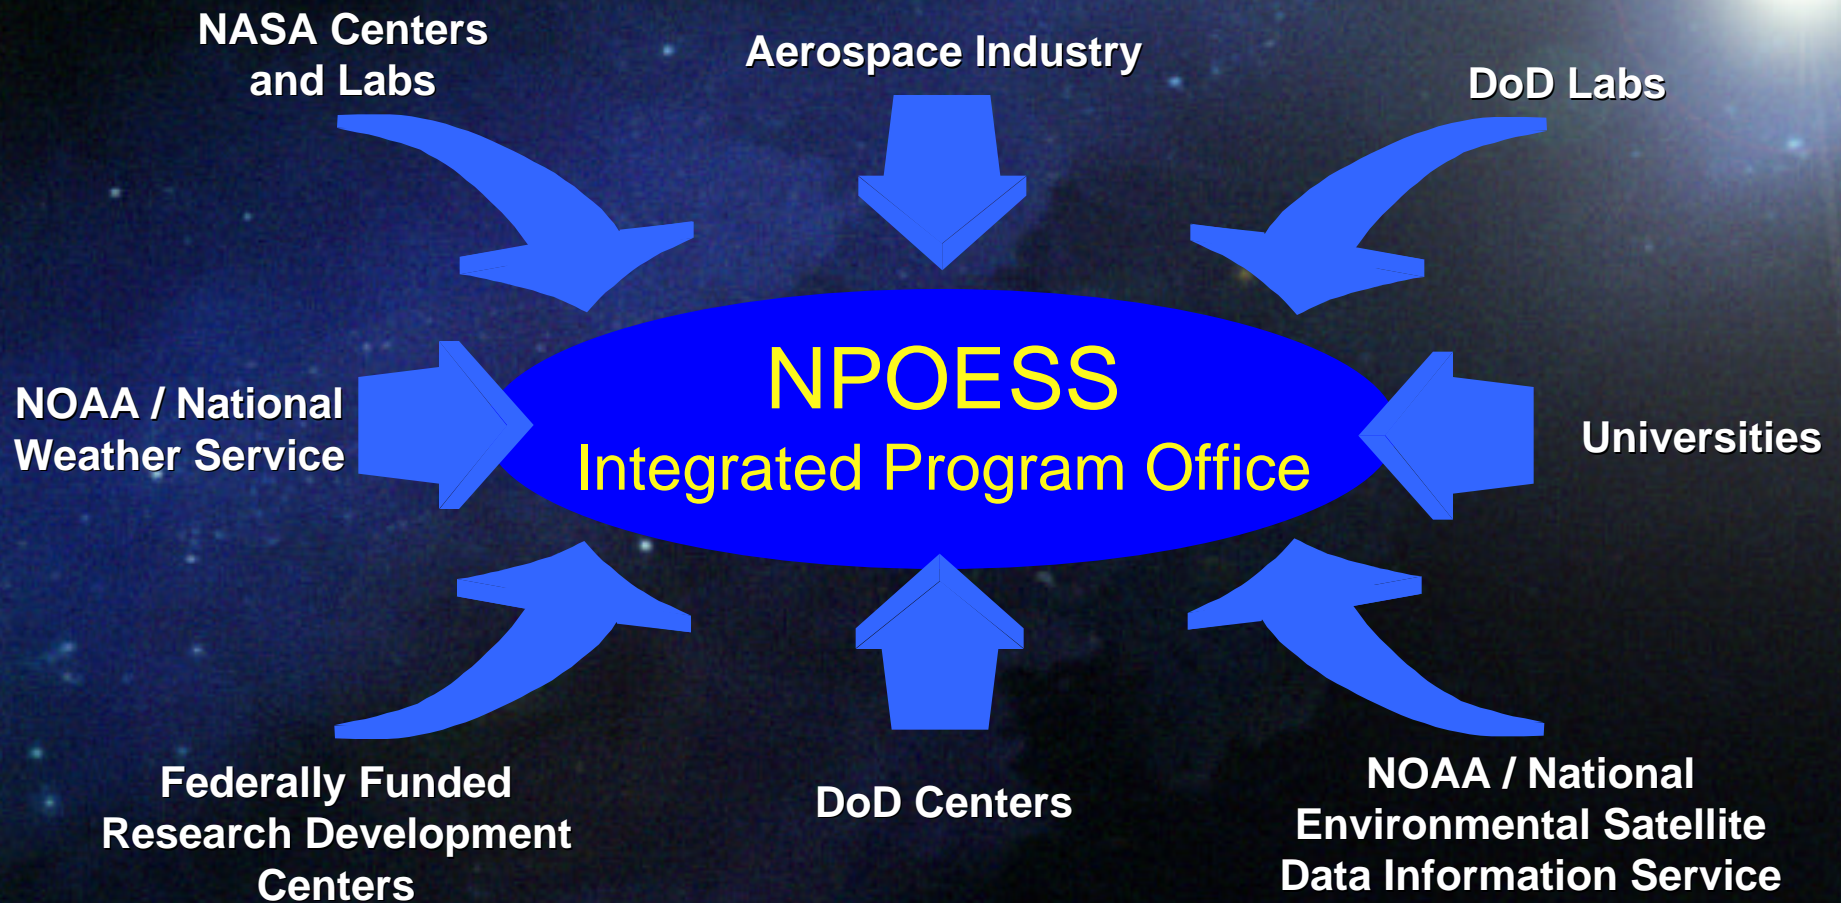 NASA Centers
and Labs
Aerospace Industry
DoD Labs
NPOESS
Integrated Program Office
NOAA / National
Weather Service
Universities
Federally Funded
Research Development
Centers
DoD Centers
NOAA / National
Environmental Satellite
Data Information Service